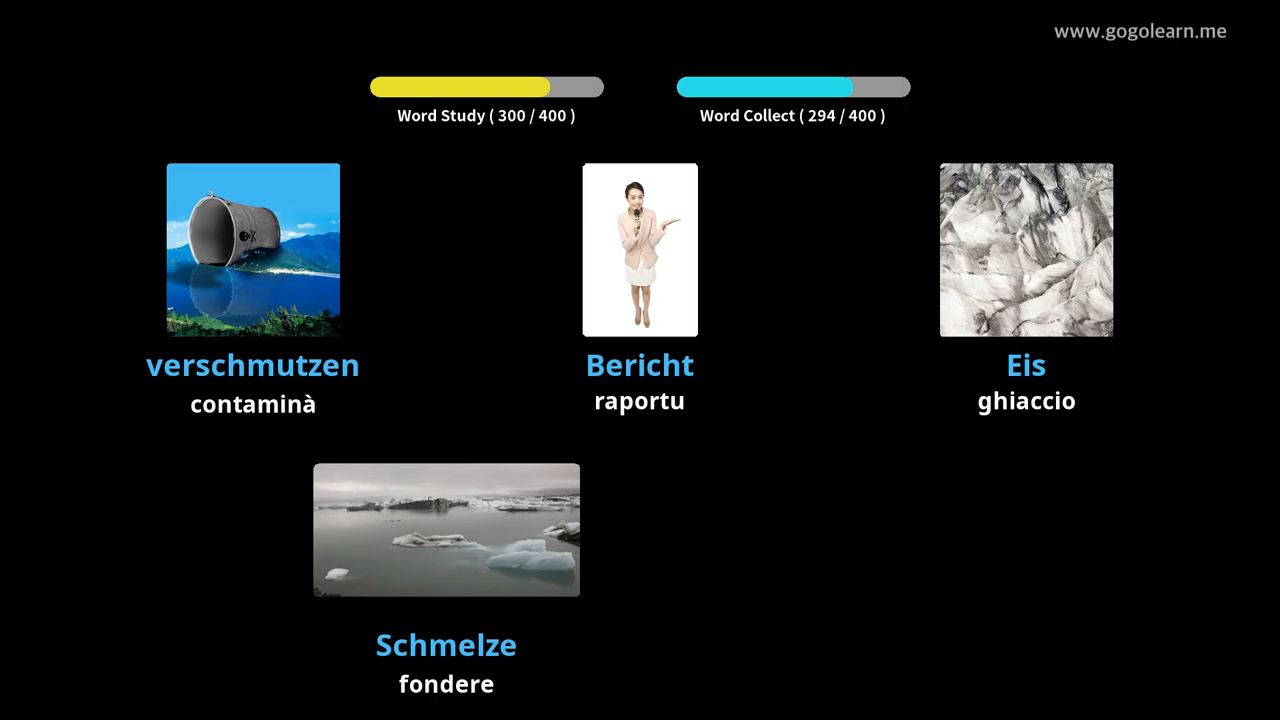 www.gogolearn.me
Word Study ( 300 / 400 )
Word Collect ( 294 / 400 )
verschmutzen
contaminà
Bericht
raportu
Eis
ghiaccio
Schmelze
fondere